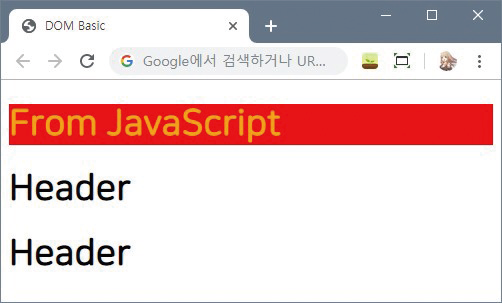 DOM Basic
Google에서 검색하거나 UR...
From JavaScript
Header
Header